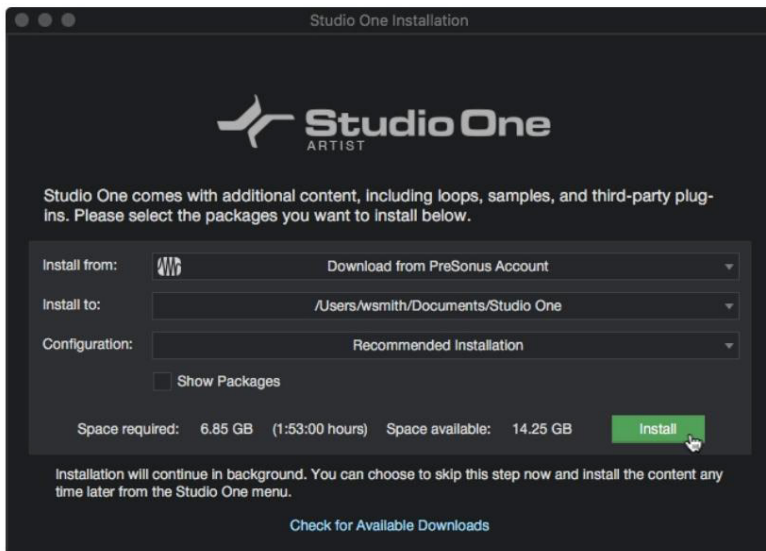 Studio One Installation
Studio One
ARTIST
Studio One comes with additional content, including loops, samples, and third-party plug-
ins. Please select the packages you want to install below.
Install from: Download from PreSonus Account
Install to: /Users/wsmith/Documents/Studio One
Configuration: Recommended Installation
Show Packages
Space required: 6.85 GB (1:53:00 hours) Space available: 14.25 GB Install
Installation will continue in background. You can choose to skip this step now and install the content any
time later from the Studio One menu.
Check for Available Downloads